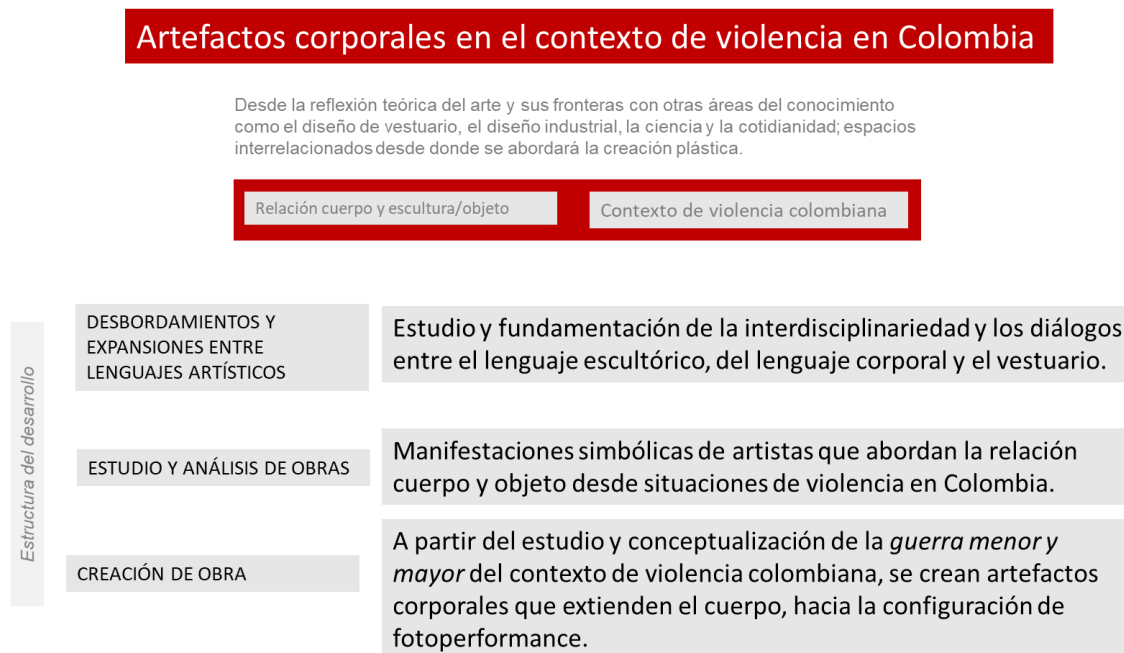 Artefactos corporales en el contexto de violencia en Colombia
Desde la reflexión teórica del arte y sus fronteras con otras áreas del conocimiento
como el diseño de vestuario, el diseño industrial, la ciencia y la cotidianidad; espacios
interrelacionados desde donde se abordará la creación plástica.
Relación cuerpo y escultura/objeto
Contexto de violencia colombiana
Estructura del desarrollo
DESBORDAMIENTOS Y
EXPANSIONES ENTRE
LENGUAJES ARTÍSTICOS
Estudio y fundamentación de la interdisciplinariedad y los diálogos
entre el lenguaje escultórico, del lenguaje corporal y el vestuario.
ESTUDIO Y ANÁLISIS DE OBRAS
Manifestaciones simbólicas de artistas que abordan la relación
cuerpo y objeto desde situaciones de violencia en Colombia.
CREACIÓN DE OBRA
A partir del estudio y conceptualización de la guerra menor y
mayor del contexto de violencia colombiana, se crean artefactos
corporales que extienden el cuerpo, hacia la configuración de
fotoperformance.